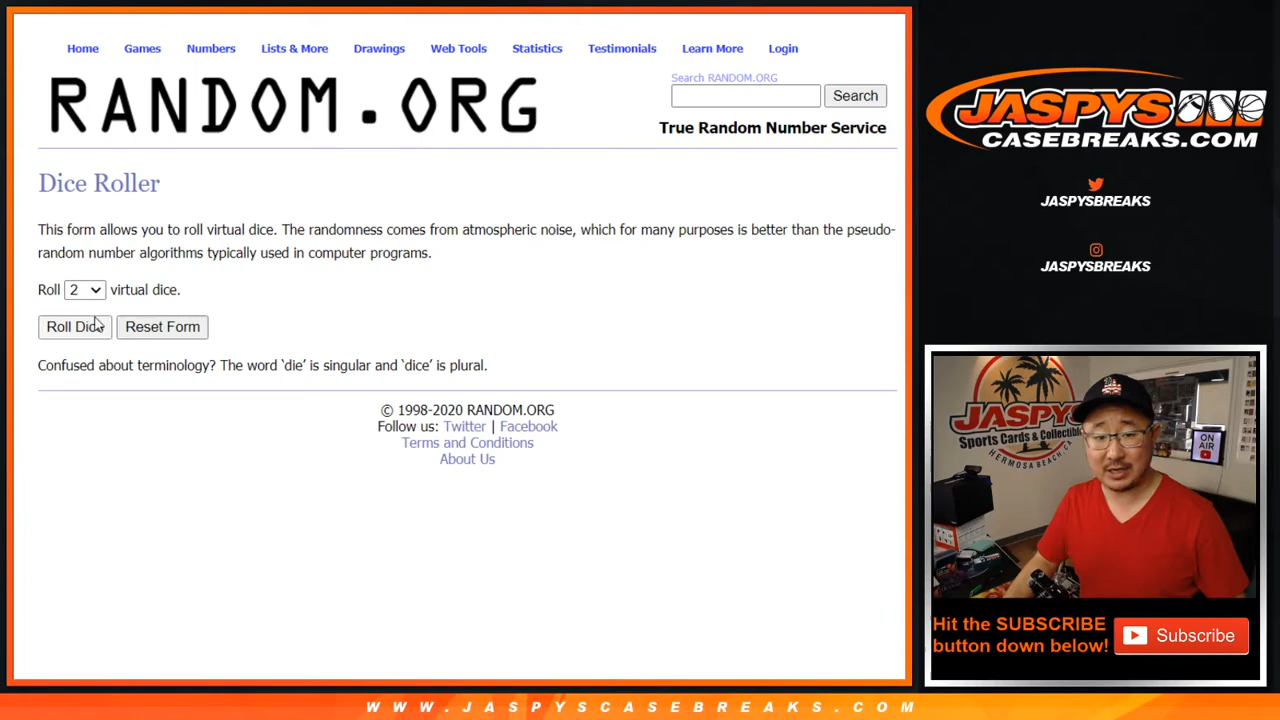 Home Games Numbers Lists & More Drawings Web Tools Statistics Testimonials Learn More Login
RANDOM.ORG
Search RANDOM.ORG
Search
True Random Number Service
Dice Roller
This form allows you to roll virtual dice. The randomness comes from atmospheric noise, which for many purposes is better than the pseudo-
random number algorithms typically used in computer programs.
Roll 2 virtual dice.
Roll Dice Reset Form
Confused about terminology? The word ‘die’ is singular and ‘dice’ is plural.
© 1998-2020 RANDOM.ORG
Follow us: Twitter | Facebook
Terms and Conditions
About Us
JASPYS
CASEBREAKS.COM
JASPYSBREAKS
JASPYSBREAKS
JASPYS
Sports Cards & Collectibl
HERMOSA BEACH, CA
ON
AIR
Hit the SUBSCRIBE
button down below!
Subscribe
WWW.JASPYSCASEBREAKS.COM